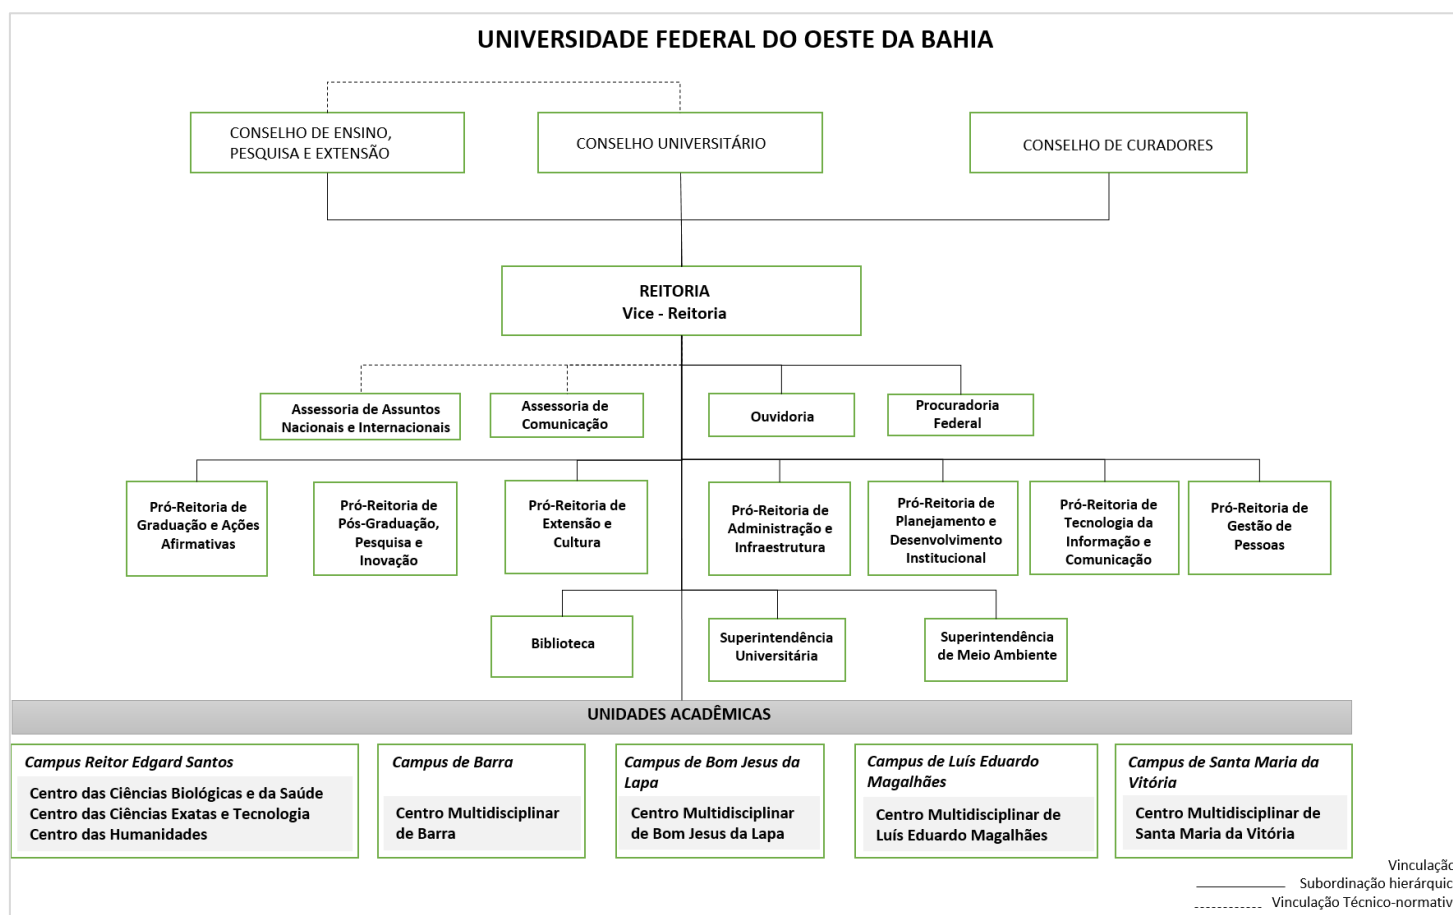 UNIVERSIDADE FEDERAL DO OESTE DA BAHIA
CONSELHO DE ENSINO,
PESQUISA E EXTENSÃO
CONSELHO UNIVERSITÁRIO
CONSELHO DE CURADORES
REITORIA
Vice - Reitoria
Assessoria de Assuntos
Nacionais e Internacionais
Assessoria de
Comunicação
Ouvidoria
Procuradoria
Federal
Pró-Reitoria de
Graduação e Ações
Afirmativas
Pró-Reitoria de
Pós-Graduação,
Pesquisa e
Inovação
Pró-Reitoria de
Extensão e
Cultura
Pró-Reitoria de
Administração e
Infraestrutura
Pró-Reitoria de
Planejamento e
Desenvolvimento
Institucional
Pró-Reitoria de
Tecnologia da
Informação e
Comunicação
Pró-Reitoria de
Gestão de
Pessoas
Biblioteca
Superintendência
Universitária
Superintendência
de Meio Ambiente
UNIDADES ACADÊMICAS
Campus Reitor Edgard Santos
Centro das Ciências Biológicas e da Saúde
Centro das Ciências Exatas e Tecnologia
Centro das Humanidades
Campus de Barra
Centro Multidisciplinar
de Barra
Campus de Bom Jesus da
Lapa
Centro Multidisciplinar
de Bom Jesus da Lapa
Campus de Luís Eduardo
Magalhães
Centro Multidisciplinar de
Luís Eduardo Magalhães
Campus de Santa Maria da
Vitória
Centro Multidisciplinar de
Santa Maria da Vitória
Vinculação
Subordinação hierárquic
Vinculação Técnico-normativ